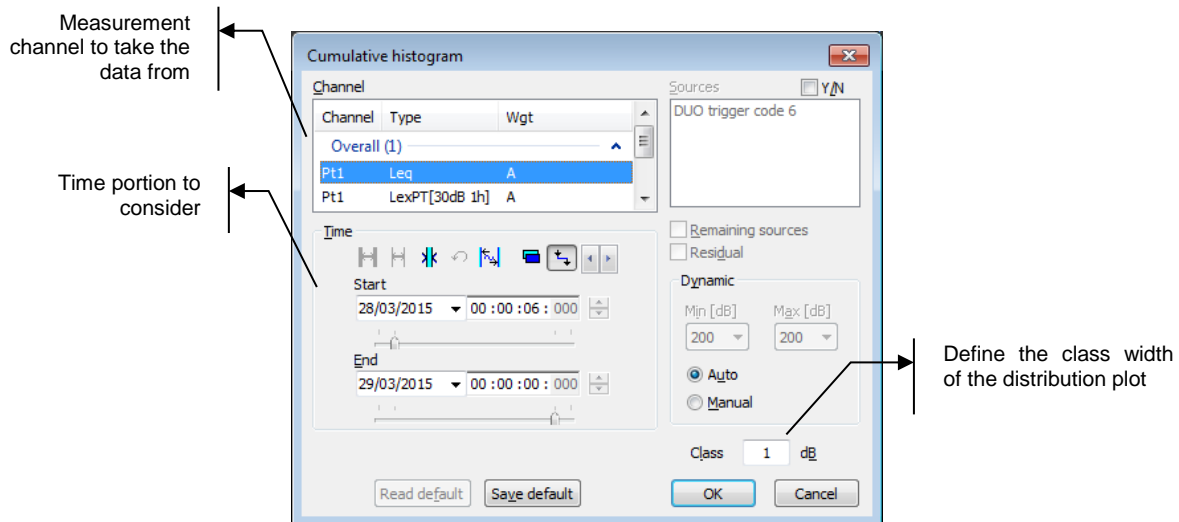 Measurement
channel to take the
data from
Time portion to
consider
Cumulative histogram
Channel
Channel Type Wgt
Overall (1)
Pt1 Leq A
Pt1 LexPT[30dB 1h] A
Sources Y/N
DUO trigger code 6
Remaining sources
Residual
Time
Start
28/03/2015 00 :00 :06 : 000
End
29/03/2015 00 :00 :00 : 000
Dynamic
Min [dB] Max [dB]
200 200
Auto
Manual
Class 1 dB
Read default Save default OK Cancel
Define the class width
of the distribution plot